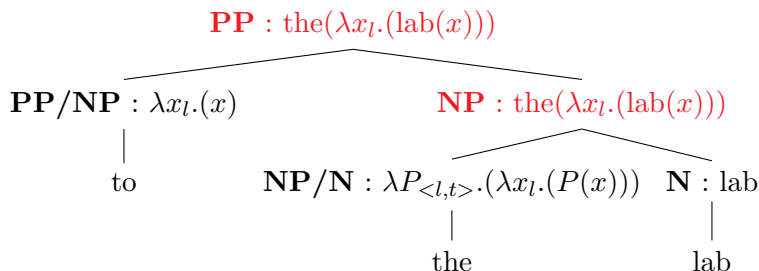 PP : the(λx_l.(lab(x)))
PP/NP : λx_l.(x) NP : the(λx_l.(lab(x)))
to NP/N : λP_{<l,t>}.(λx_l.(P(x))) N : lab
the lab